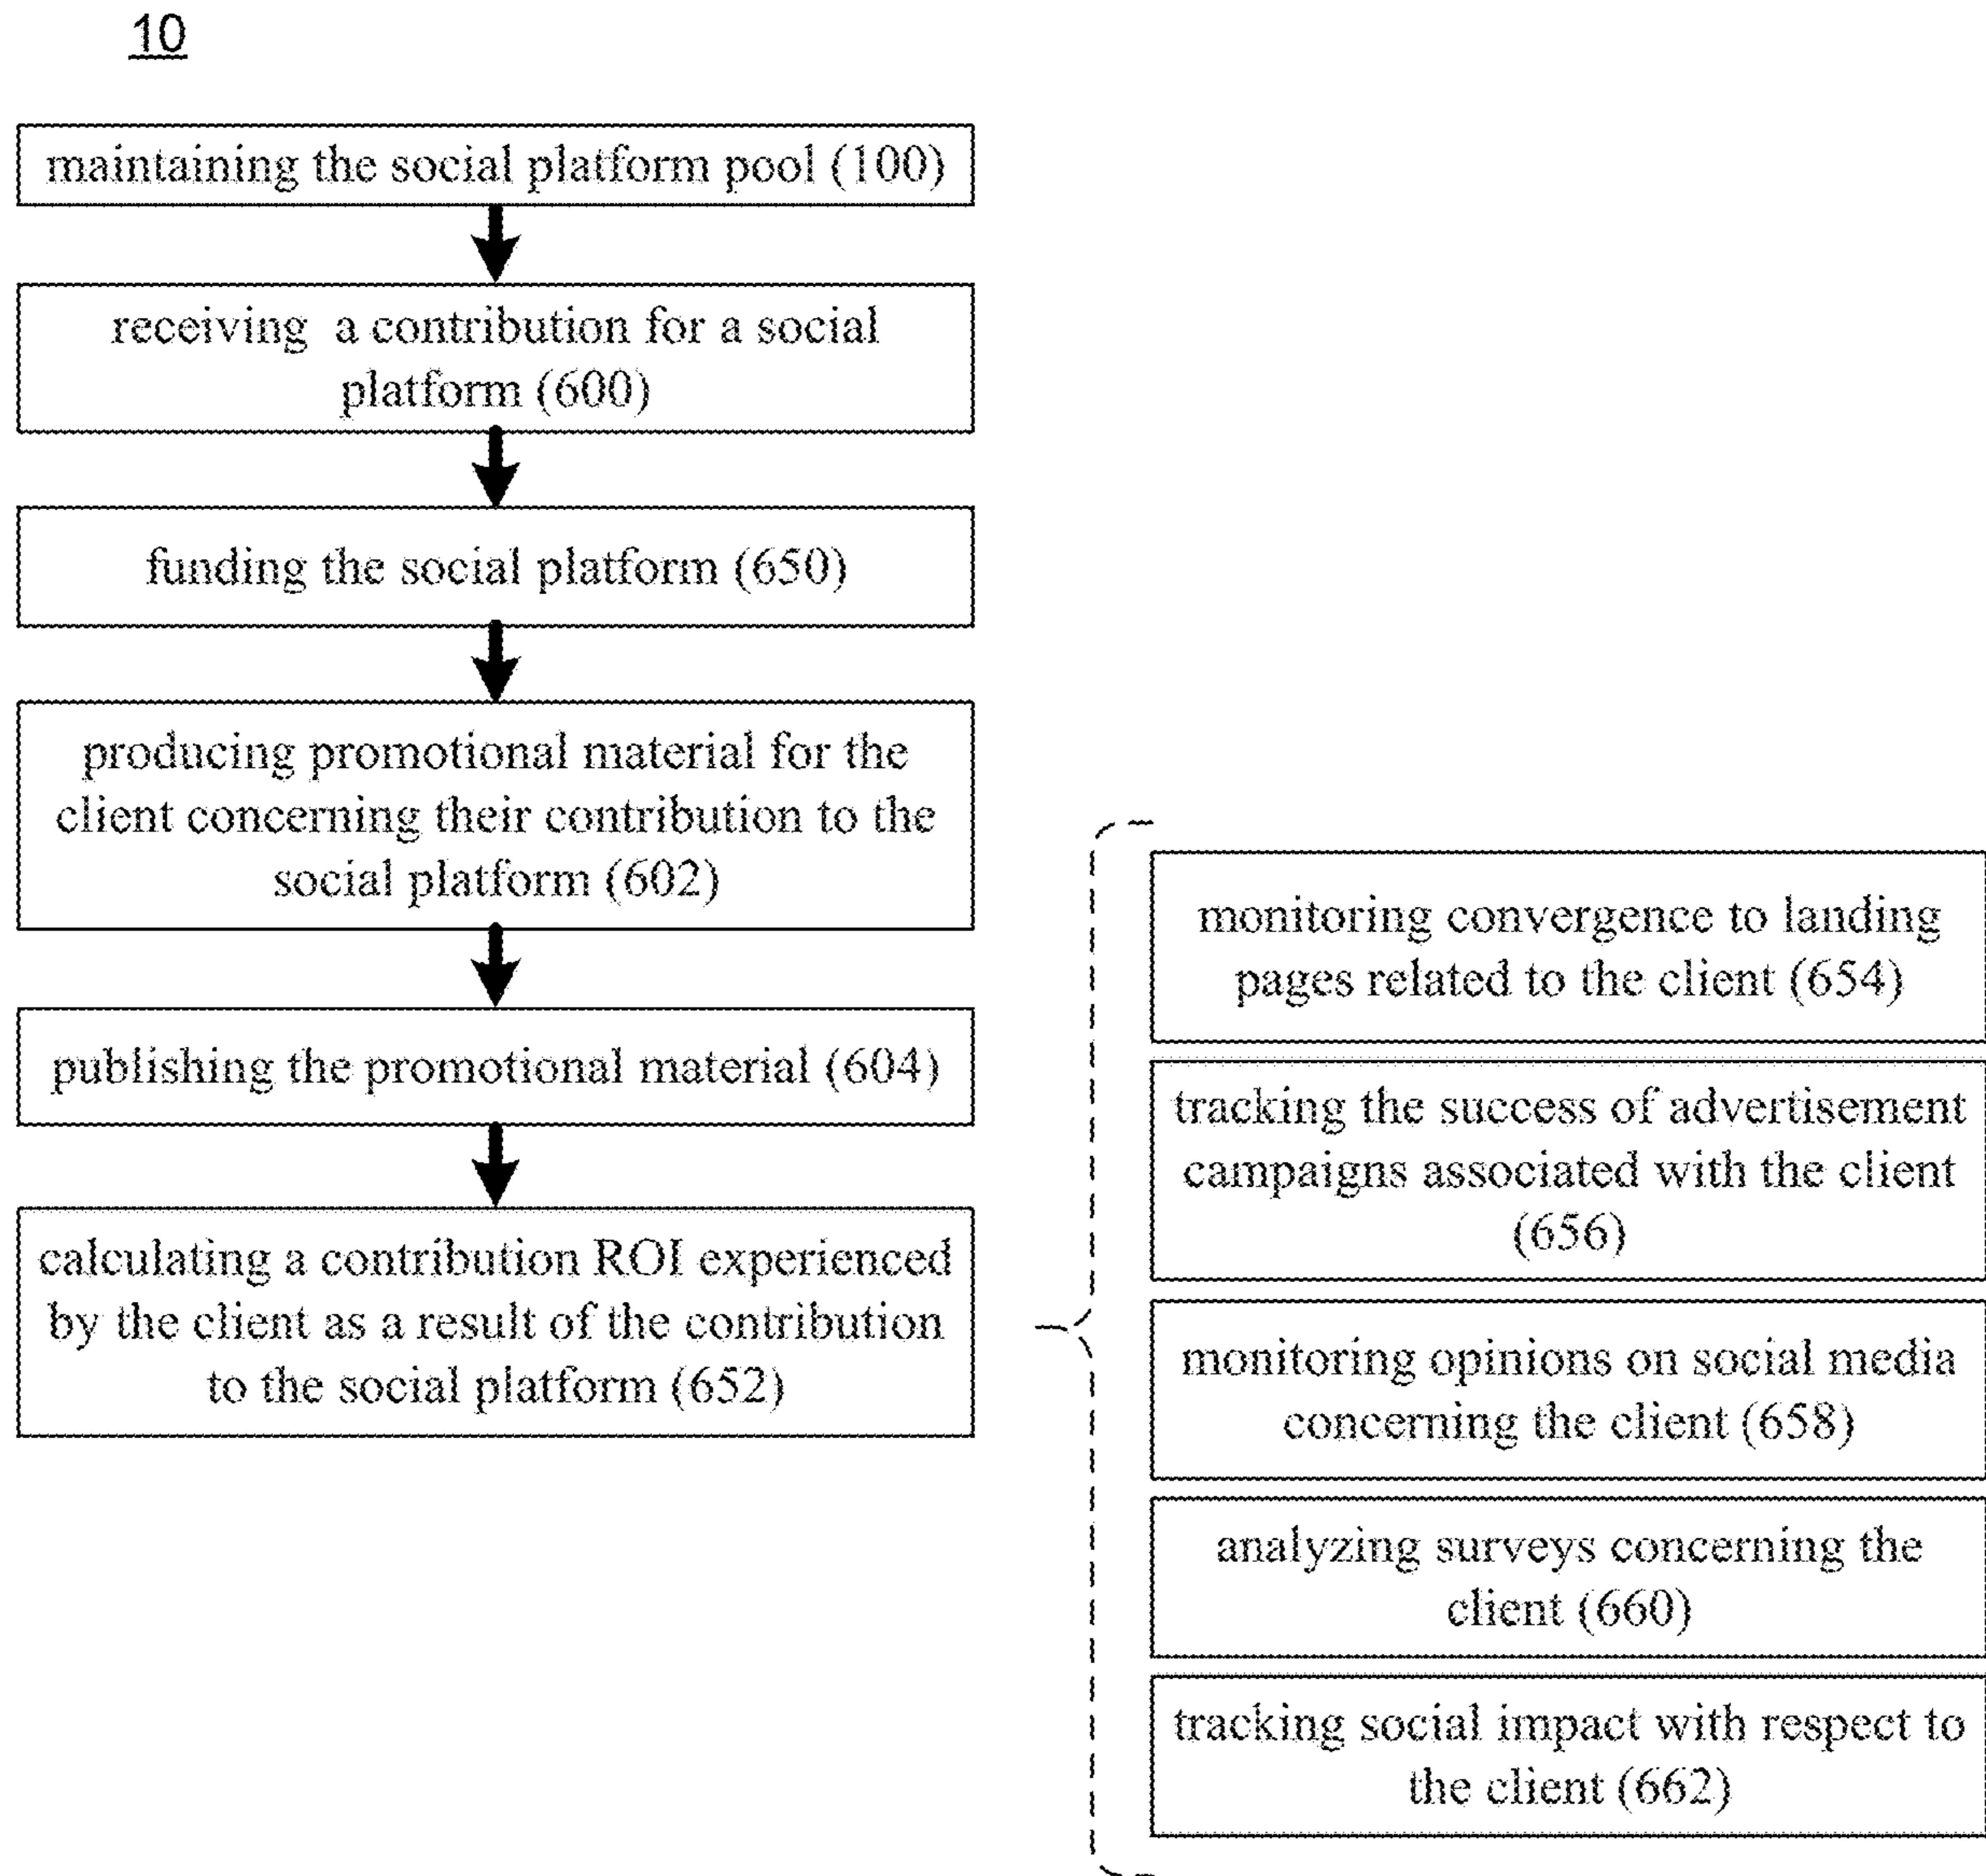 10
maintaining the social platform pool (100)
receiving a contribution for a social
platform (600)
funding the social platform (650)
producing promotional material for the
client concerning their contribution to the
social platform (602)
publishing the promotional material (604)
calculating a contribution ROI experienced
by the client as a result of the contribution
to the social platform (652)
monitoring convergence to landing
pages related to the client (654)
tracking the success of advertisement
campaigns associated with the client
(656)
monitoring opinions on social media
concerning the client (658)
analyzing surveys concerning the
client (660)
tracking social impact with respect to
the client (662)